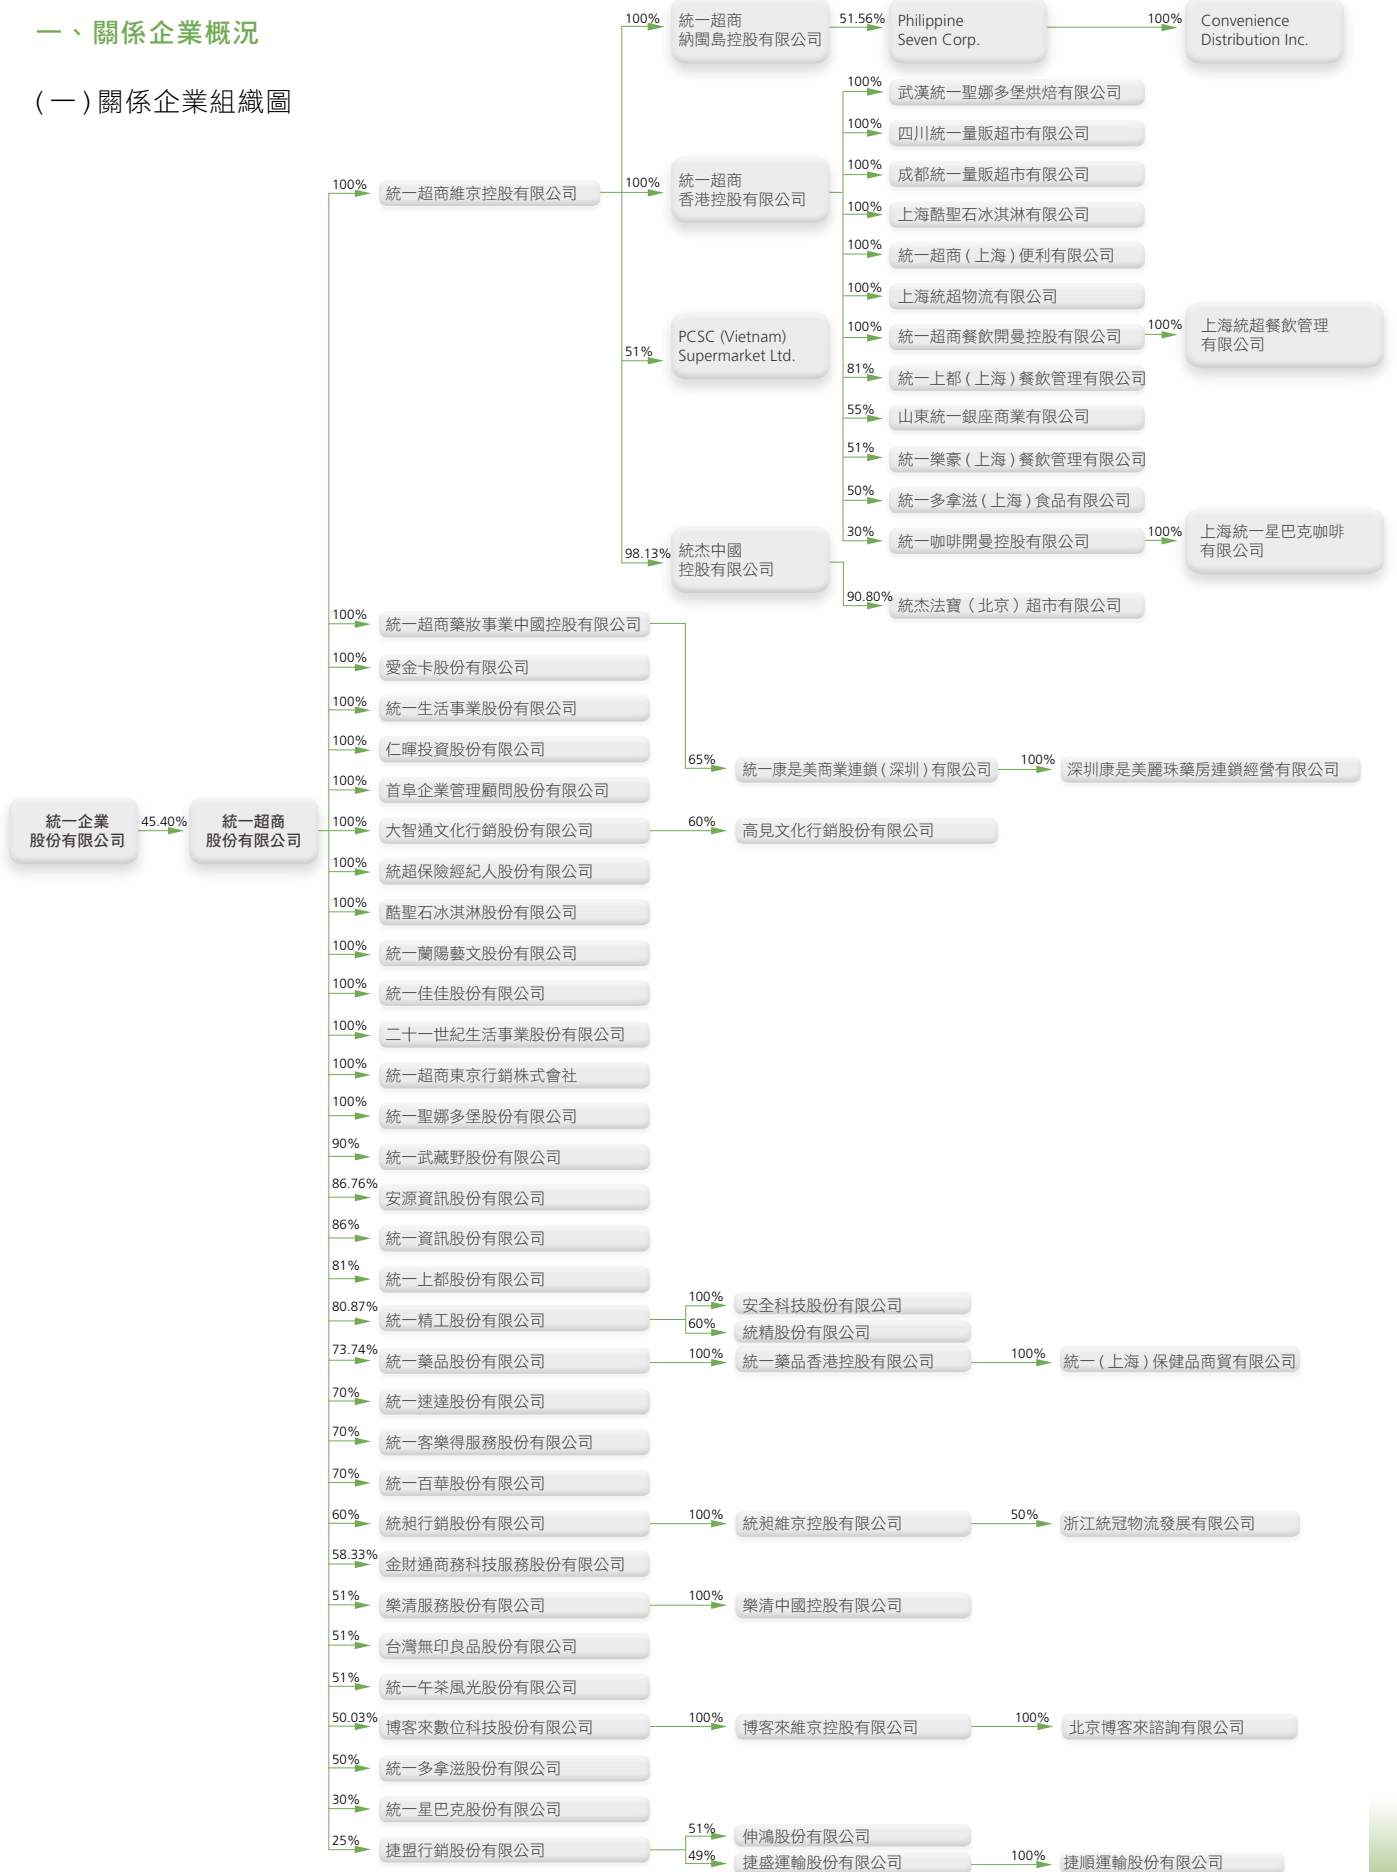 一、關係企業概況
(一)關係企業組織圖
統一企業
股份有限公司
45.40%
統一超商
股份有限公司
100%
統一超商維京控股有限公司
100%
統一超商
納閩島控股有限公司
51.56%
Philippine
Seven Corp.
100%
Convenience
Distribution Inc.
100%
統一超商
香港控股有限公司
100%
武漢統一聖娜多堡烘焙有限公司
100%
四川統一量販超市有限公司
100%
成都統一量販超市有限公司
100%
上海酷聖石冰淇淋有限公司
100%
統一超商(上海)便利有限公司
100%
上海統超物流有限公司
100%
統一超商餐飲開曼控股有限公司
100%
上海統超餐飲管理
有限公司
81%
統一上都(上海)餐飲管理有限公司
55%
山東統一銀座商業有限公司
51%
統一樂豪(上海)餐飲管理有限公司
50%
統一多拿滋(上海)食品有限公司
30%
統一咖啡開曼控股有限公司
100%
上海統一星巴克咖啡
有限公司
51%
PCSC (Vietnam)
Supermarket Ltd.
98.13%
統杰中國
控股有限公司
90.80%
統杰法寶(北京)超市有限公司
100%
統一超商藥妝事業中國控股有限公司
65%
統一康是美商業連鎖(深圳)有限公司
100%
深圳康是美麗珠藥房連鎖經營有限公司
100%
愛金卡股份有限公司
100%
統一生活事業股份有限公司
100%
仁暉投資股份有限公司
100%
首阜企業管理顧問股份有限公司
100%
大智通文化行銷股份有限公司
60%
高見文化行銷股份有限公司
100%
統超保險經紀人股份有限公司
100%
酷聖石冰淇淋股份有限公司
100%
統一蘭陽藝文股份有限公司
100%
統一佳佳股份有限公司
100%
二十一世紀生活事業股份有限公司
100%
統一超商東京行銷株式會社
100%
統一聖娜多堡股份有限公司
90%
統一武藏野股份有限公司
86.76%
安源資訊股份有限公司
86%
統一資訊股份有限公司
81%
統一上都股份有限公司
80.87%
統一精工股份有限公司
100%
安全科技股份有限公司
60%
統精股份有限公司
73.74%
統一藥品股份有限公司
100%
統一藥品香港控股有限公司
100%
統一(上海)保健品商貿有限公司
70%
統一速達股份有限公司
70%
統一客樂得服務股份有限公司
70%
統一百華股份有限公司
60%
統昶行銷股份有限公司
100%
統昶維京控股有限公司
50%
浙江統冠物流發展有限公司
58.33%
金財通商務科技服務股份有限公司
51%
樂清服務股份有限公司
100%
樂清中國控股有限公司
51%
台灣無印良品股份有限公司
51%
統一午茶風光股份有限公司
50.03%
博客來數位科技股份有限公司
100%
博客來維京控股有限公司
100%
北京博客來諮詢有限公司
50%
統一多拿滋股份有限公司
30%
統一星巴克股份有限公司
25%
捷盟行銷股份有限公司
51%
伸鴻股份有限公司
49%
捷盛運輸股份有限公司
100%
捷順運輸股份有限公司